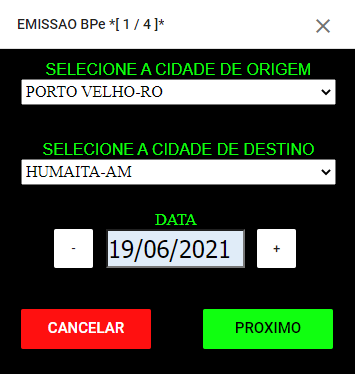 EMISSAO BPe *[ 1 / 4 ]*
SELECIONE A CIDADE DE ORIGEM
PORTO VELHO-RO
SELECIONE A CIDADE DE DESTINO
HUMAITA-AM
DATA
- 19/06/2021 +
CANCELAR PROXIMO